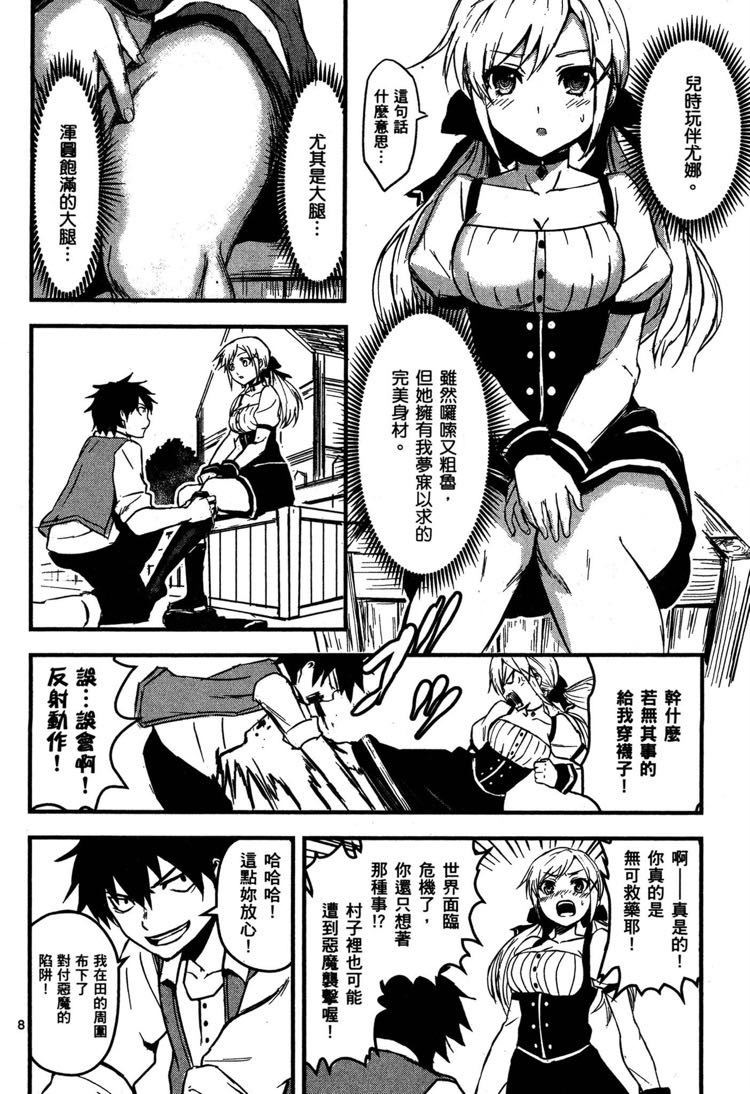 兒時玩伴尤娜。
這句話
什麼意思…
雖然囉嗦又粗魯，
但她擁有我夢寐以求的
完美身材。
尤其是大腿…
渾圓飽滿的大腿…
幹什麼
若無其事的
給我穿襪子！
誤…誤會啊！
反射動作！
啊──真是的！
你真的是
無可救藥耶！
世界面臨
危機了，
你還只想著
那種事!?
村子裡也可能
遭到惡魔襲擊喔！
哈哈哈！
這點妳放心！
我在田的周圍
布下了
對付惡魔的
陷阱！
8